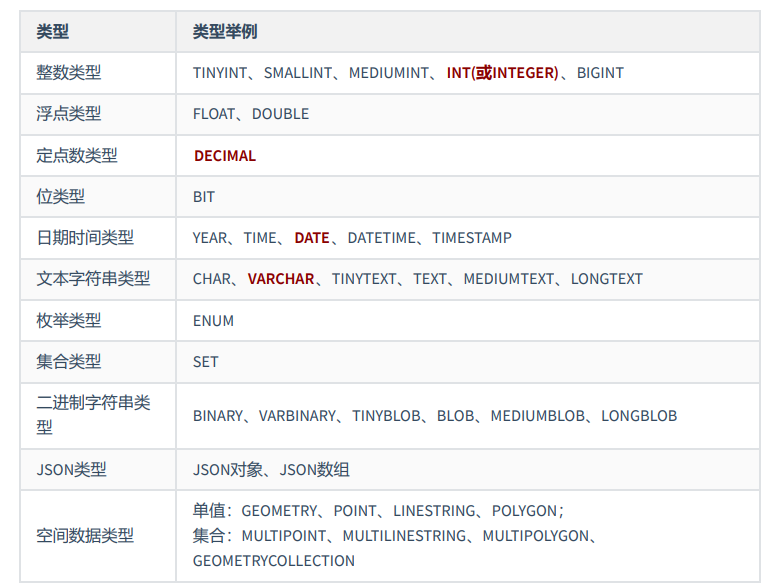 类型 类型举例
整数类型 TINYINT、SMALLINT、MEDIUMINT、INT(或INTEGER)、BIGINT
浮点类型 FLOAT、DOUBLE
定点数类型 DECIMAL
位类型 BIT
日期时间类型 YEAR、TIME、DATE、DATETIME、TIMESTAMP
文本字符串类型 CHAR、VARCHAR、TINYTEXT、TEXT、MEDIUMTEXT、LONGTEXT
枚举类型 ENUM
集合类型 SET
二进制字符串类
型
BINARY、VARBINARY、TINYBLOB、BLOB、MEDIUMBLOB、LONGBLOB
JSON类型 JSON对象、JSON数组
空间数据类型
单值：GEOMETRY、POINT、LINESTRING、POLYGON；
集合：MULTIPOINT、MULTILINESTRING、MULTIPOLYGON、
GEOMETRYCOLLECTION